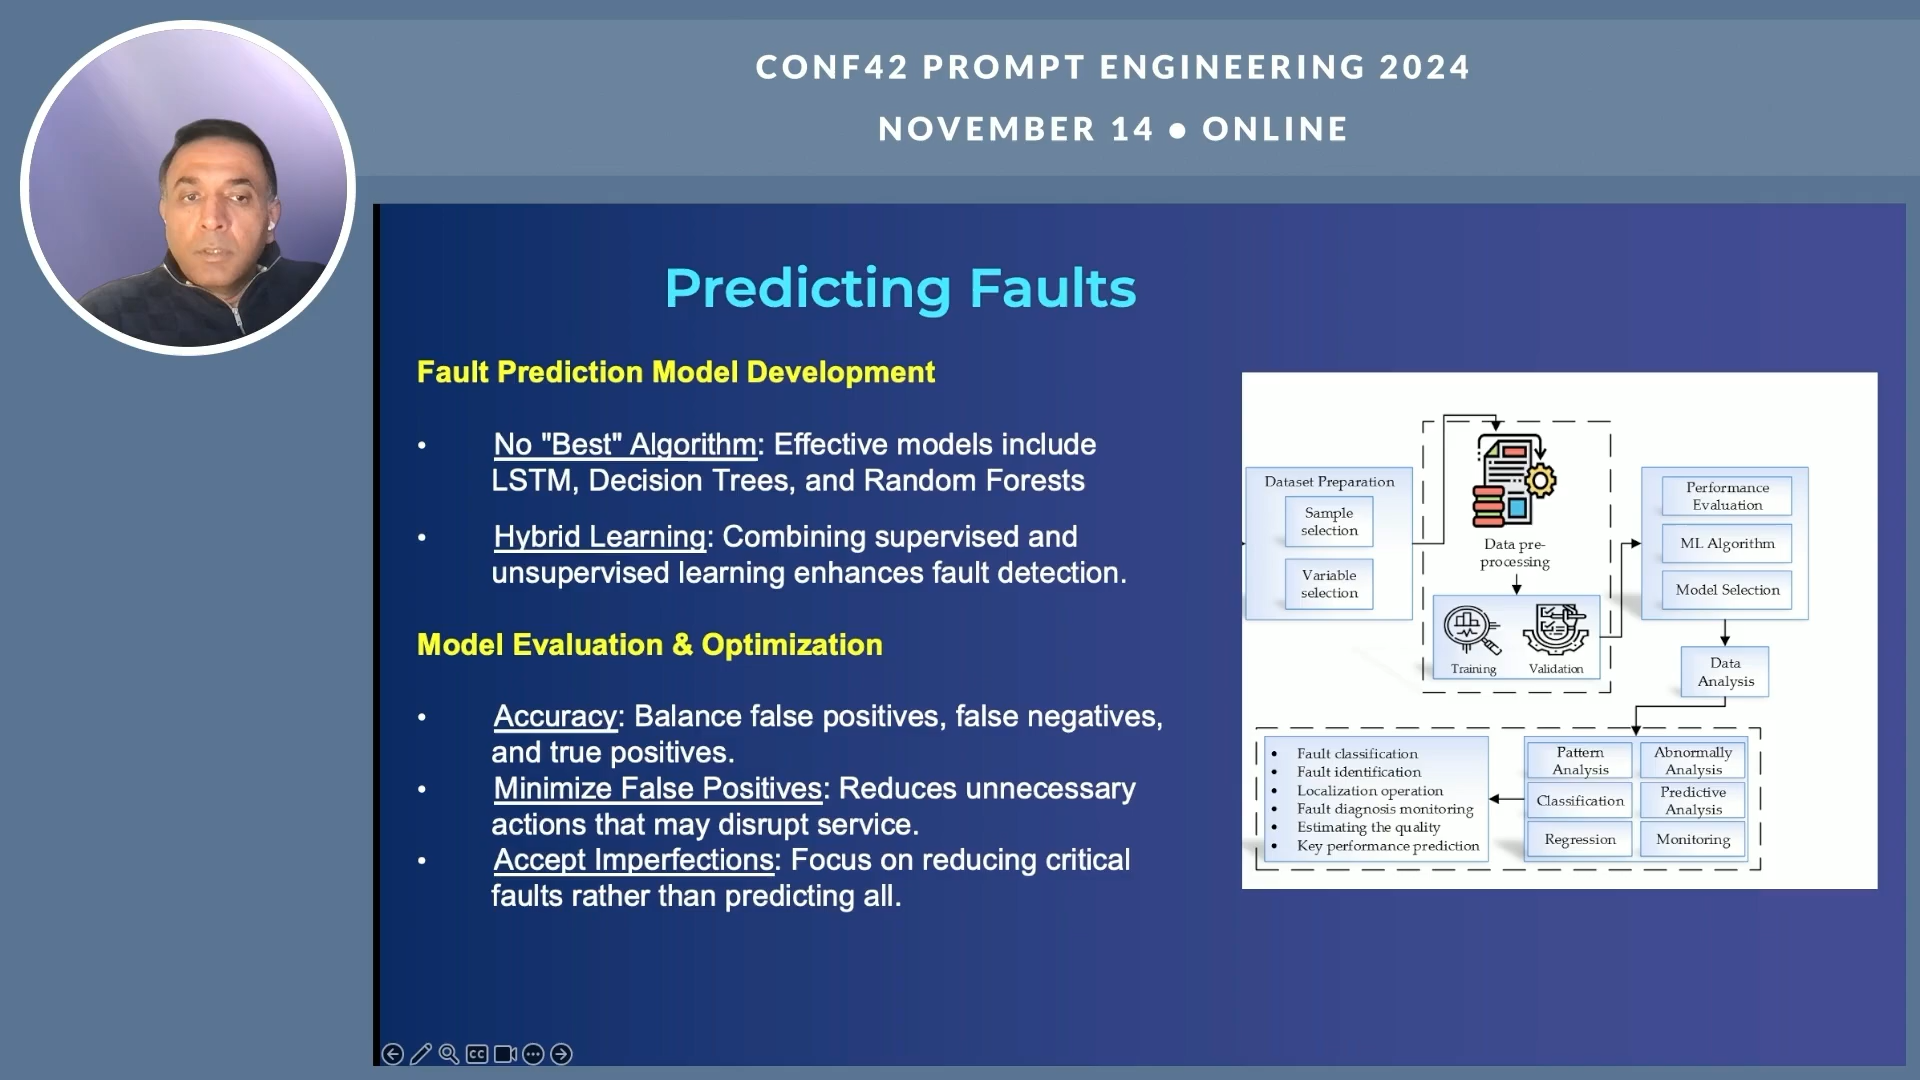 CONF42 PROMPT ENGINEERING 2024
NOVEMBER 14 ● ONLINE
Predicting Faults
Fault Prediction Model Development
• No "Best" Algorithm: Effective models include
LSTM, Decision Trees, and Random Forests
• Hybrid Learning: Combining supervised and
unsupervised learning enhances fault detection.
Model Evaluation & Optimization
• Accuracy: Balance false positives, false negatives,
and true positives.
• Minimize False Positives: Reduces unnecessary
actions that may disrupt service.
• Accept Imperfections: Focus on reducing critical
faults rather than predicting all.
Dataset Preparation
Sample
selection
Variable
selection
Data pre-
processing
Training
Validation
Performance
Evaluation
ML Algorithm
Model Selection
Data
Analysis
• Fault classification
• Fault identification
• Localization operation
• Fault diagnosis monitoring
• Estimating the quality
• Key performance prediction
Pattern
Analysis
Abnormally
Analysis
Classification
Predictive
Analysis
Regression
Monitoring
CC